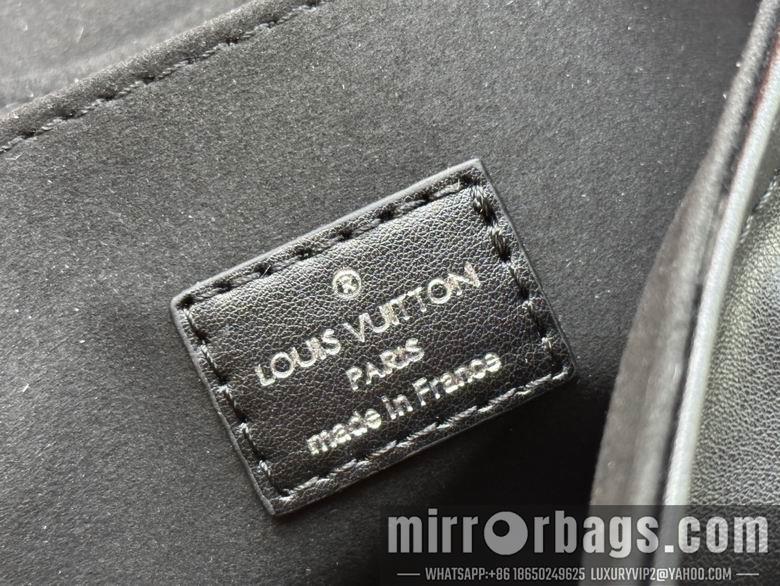 ®
LOUIS VUITTON
PARIS
made in France
mirrorbags.com
WHATSAPP:+86 18650249625 LUXURYVIP2@YAHOO.COM